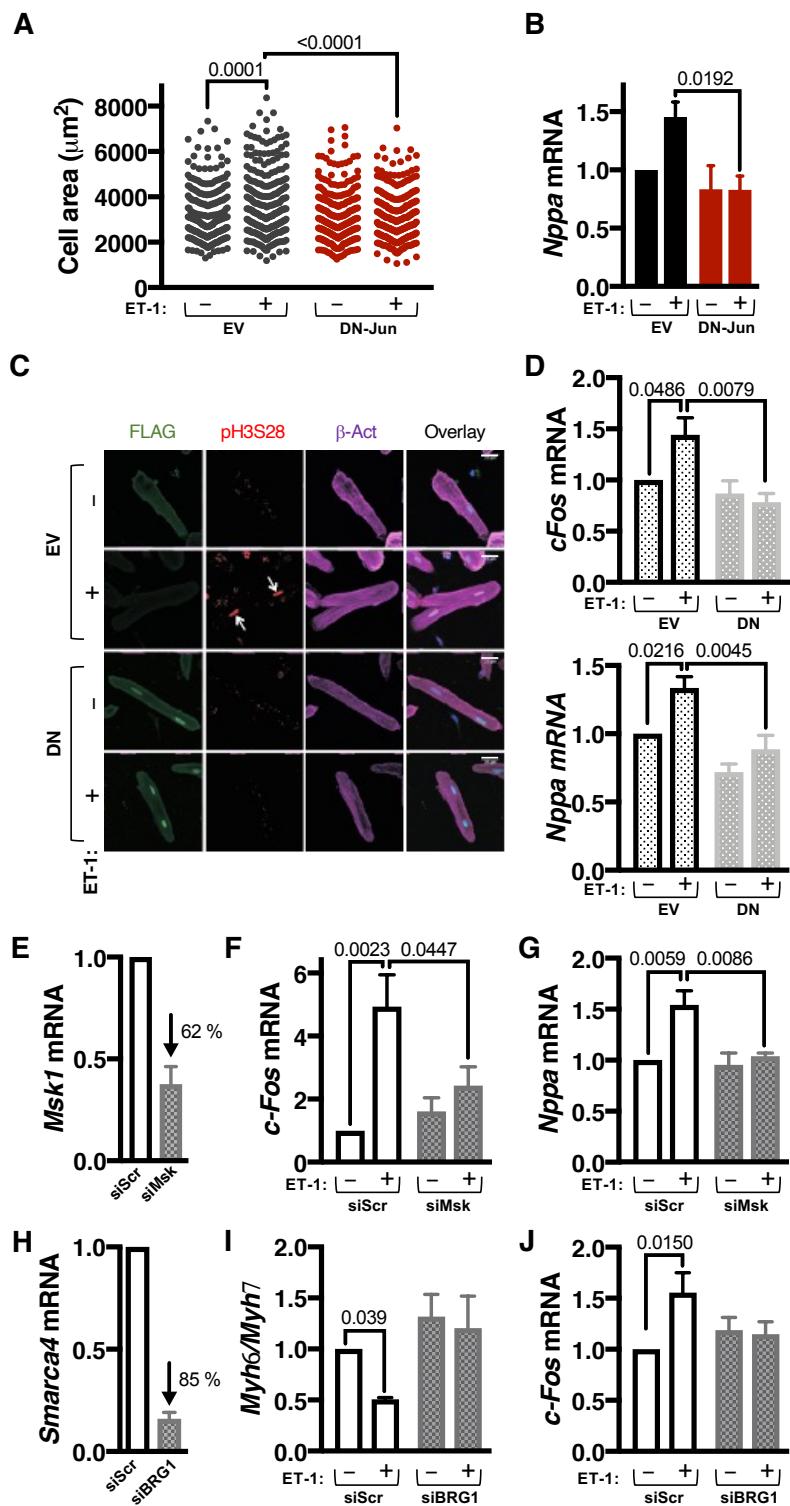 A
<0.0001
0.0001
Cell area (μm²)
8000
6000
4000
2000
0
ET-1: − + − +
EV DN-Jun
B
0.0192
Nppa mRNA
1.5
1.0
0.5
0.0
ET-1: − + − +
EV DN-Jun
C
FLAG pH3S28 β-Act Overlay
EV − +
DN − +
ET-1:
D
2.0
0.0486 0.0079
cFos mRNA
1.5
1.0
0.5
0.0
ET-1: − + − +
EV DN
2.0
0.0216 0.0045
Nppa mRNA
1.5
1.0
0.5
0.0
ET-1: − + − +
EV DN
E
Msk1 mRNA
1.0
0.5
0.0
62 %
siScr siMsk
F
0.0023 0.0447
c-Fos mRNA
6
4
2
0
ET-1: − + − +
siScr siMsk
G
0.0059 0.0086
Nppa mRNA
2.0
1.5
1.0
0.5
0.0
ET-1: − + − +
siScr siMsk
H
Smarca4 mRNA
1.0
0.5
0.0
85 %
siScr siBRG1
I
Myh6/Myh7
2.0
1.5
1.0
0.5
0.0
0.039
ET-1: − + − +
siScr siBRG1
J
0.0150
c-Fos mRNA
2.0
1.5
1.0
0.5
0.0
ET-1: − + − +
siScr siBRG1